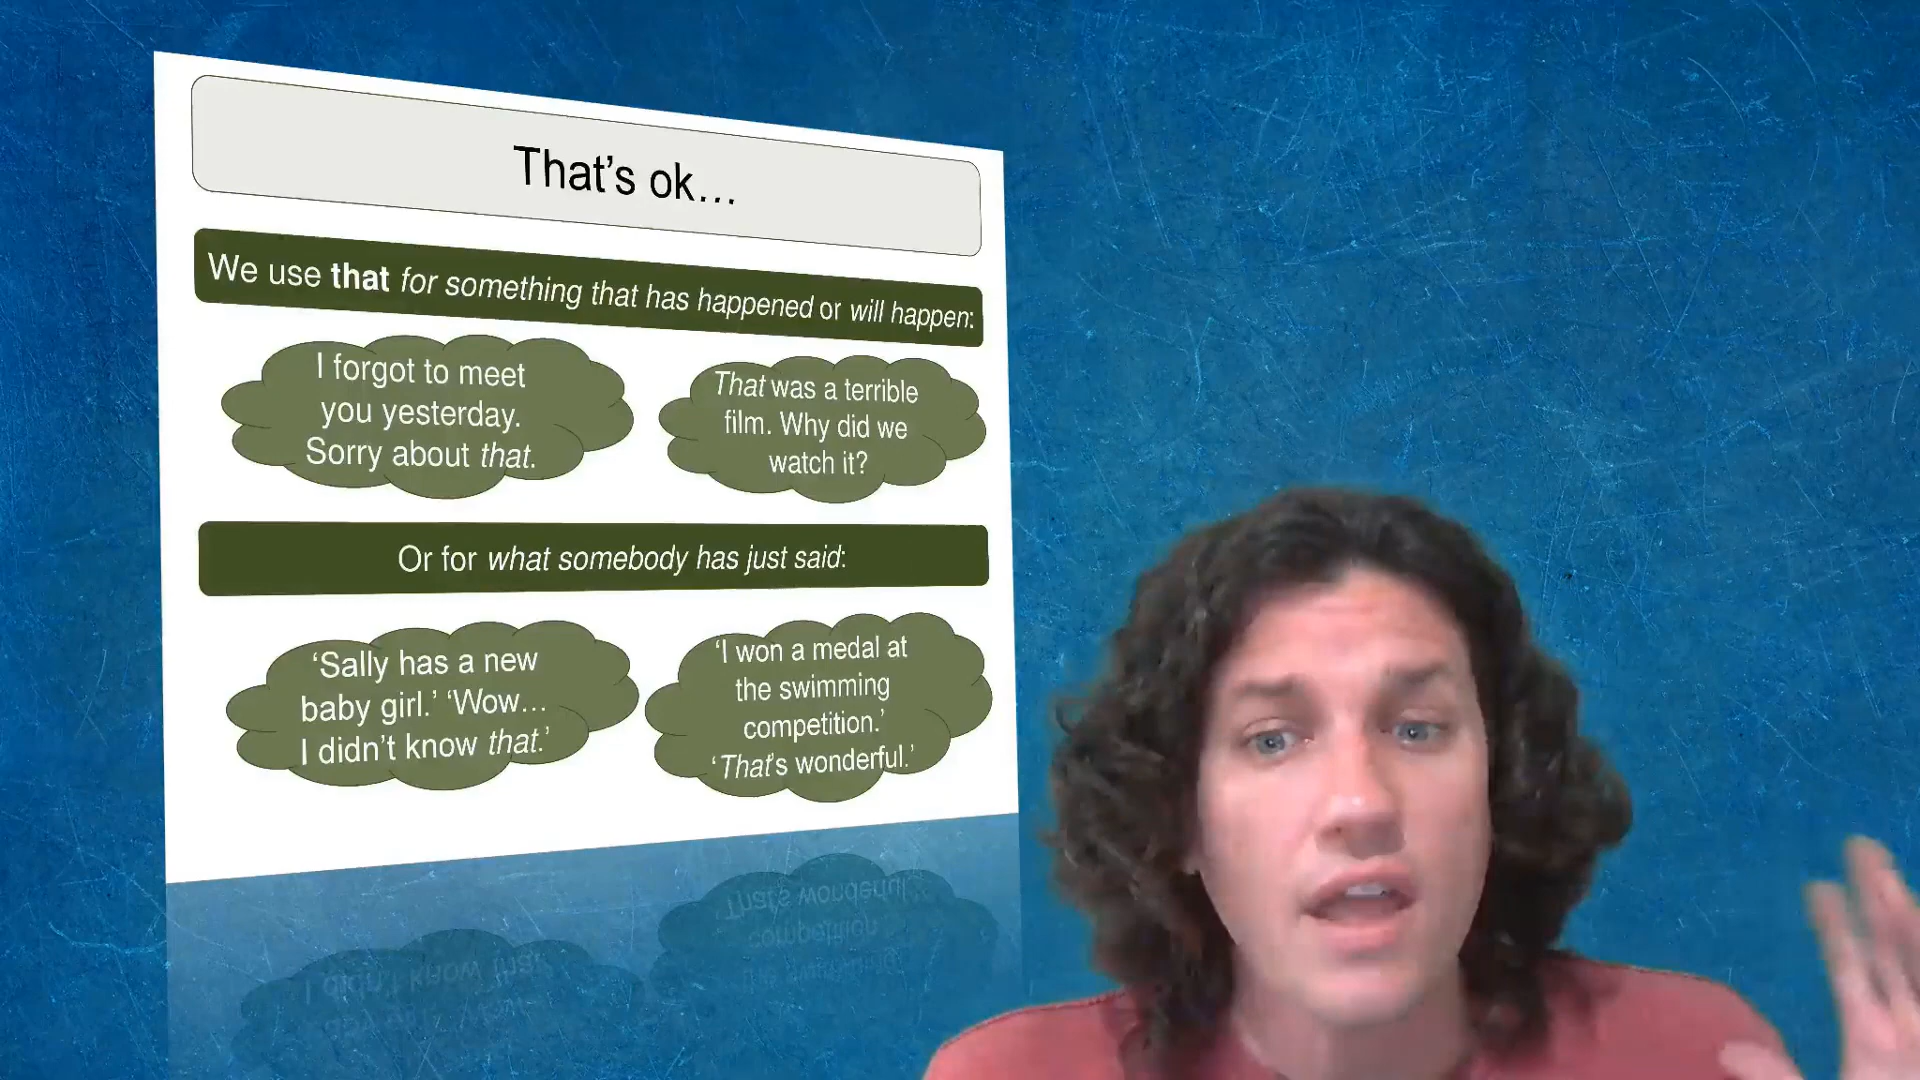 That’s ok…
We use that for something that has happened or will happen:
I forgot to meet
you yesterday.
Sorry about that.
That was a terrible
film. Why did we
watch it?
Or for what somebody has just said:
‘Sally has a new
baby girl.’ ‘Wow…
I didn’t know that.’
‘I won a medal at
the swimming
competition.’
‘That’s wonderful.’